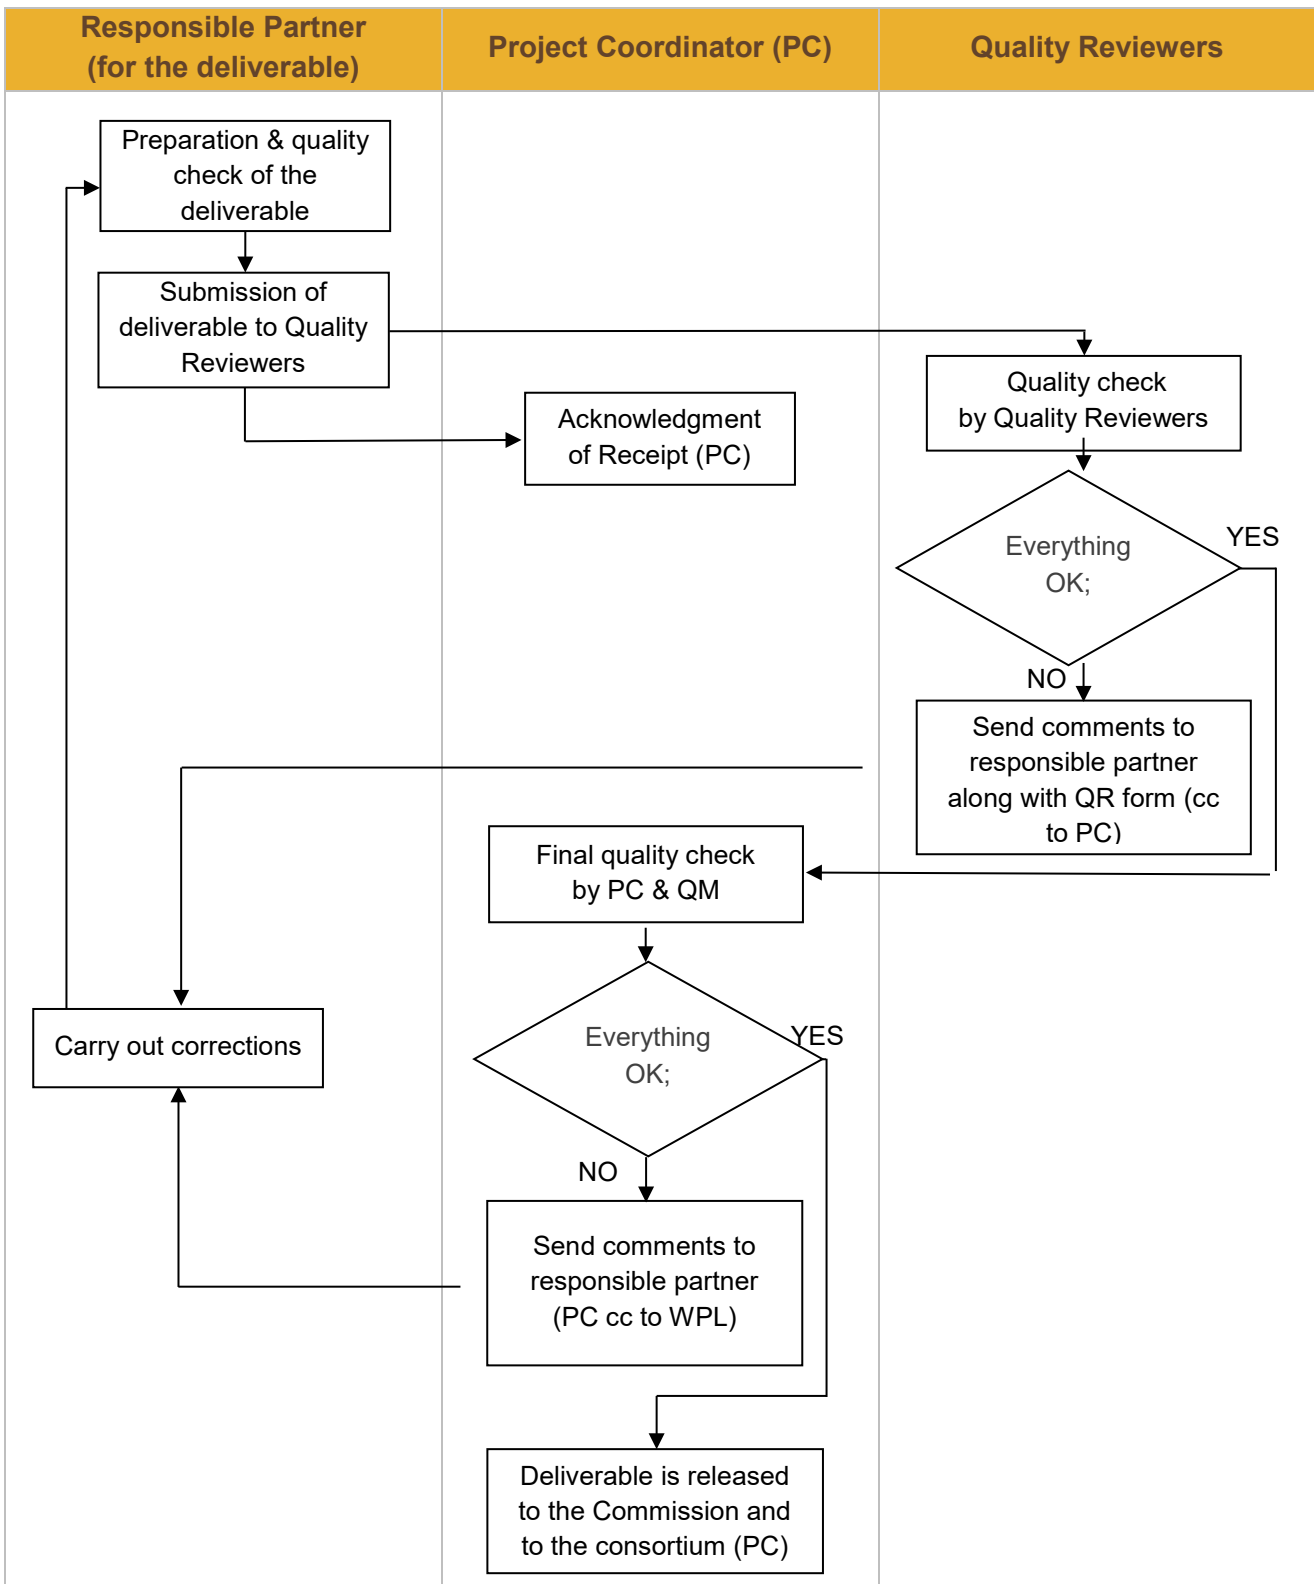 Responsible Partner
(for the deliverable)
Project Coordinator (PC)
Quality Reviewers
Preparation & quality
check of the
deliverable
Submission of
deliverable to Quality
Reviewers
Quality check
by Quality Reviewers
Acknowledgment
of Receipt (PC)
Everything
OK;
YES
NO
Send comments to
responsible partner
along with QR form (cc
to PC)
Final quality check
by PC & QM
Everything
OK;
YES
Carry out corrections
NO
Send comments to
responsible partner
(PC cc to WPL)
Deliverable is released
to the Commission and
to the consortium (PC)